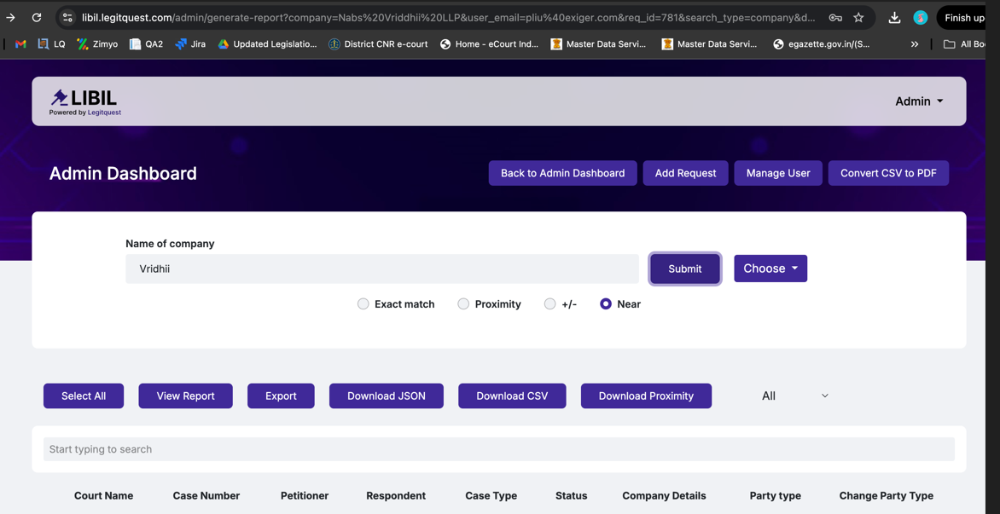 libil.legitquest.com/admin/generate-report?company=Nabs%20Vriddhii%20LLP&user_email=pliu%40exiger.com&req_id=781&search_type=company&d... Finish up
LQ Zimyo QA2 Jira Updated Legislatio... District CNR e-court Home - eCourt Ind... Master Data Servi... Master Data Servi... egazette.gov.in/(S... » All Bo
LIBIL
Powered by Legitquest
Admin
Admin Dashboard Back to Admin Dashboard Add Request Manage User Convert CSV to PDF
Name of company
Vridhii Submit Choose
Exact match Proximity +/- Near
Select All View Report Export Download JSON Download CSV Download Proximity All
Start typing to search
Court Name Case Number Petitioner Respondent Case Type Status Company Details Party type Change Party Type